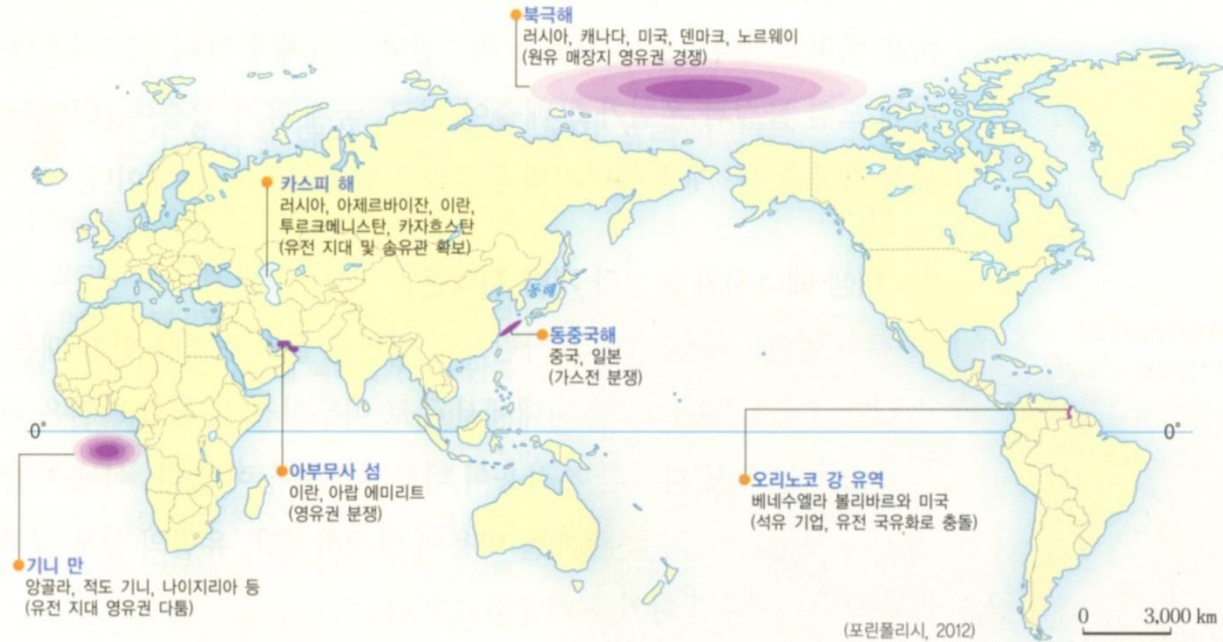 북극해
러시아, 캐나다, 미국, 덴마크, 노르웨이
(원유 매장지 영유권 경쟁)
카스피 해
러시아, 아제르바이잔, 이란,
투르크메니스탄, 카자흐스탄
(유전 지대 및 송유관 확보)
동해
동중국해
중국, 일본
(가스전 분쟁)
0°
0°
아부무사 섬
이란, 아랍 에미리트
(영유권 분쟁)
오리노코 강 유역
베네수엘라 볼리바르와 미국
(석유 기업, 유전 국유화로 충돌)
기니 만
앙골라, 적도 기니, 나이지리아 등
(유전 지대 영유권 다툼)
0 3,000 km
(포린폴리시, 2012)